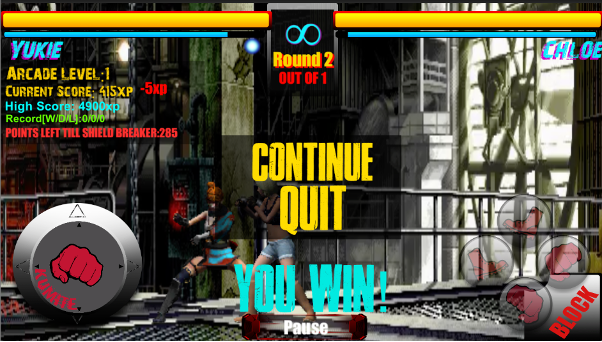 YUKIE
CHLOE
Round 2
OUT OF 1
ARCADE LEVEL:1
CURRENT SCORE: 415XP -5xp
High Score: 4900xp
Record[W/D/L]:0/0/0
POINTS LEFT TILL SHIELD BREAKER:285
CONTINUE
QUIT
YOU WIN!
KUMITE
BLOCK
Pause